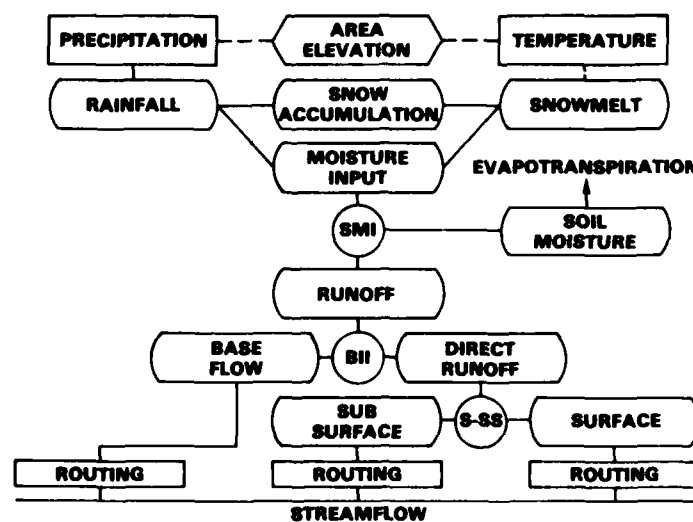 PRECIPITATION
AREA
ELEVATION
TEMPERATURE
RAINFALL
SNOW
ACCUMULATION
SNOWMELT
MOISTURE
INPUT
EVAPOTRANSPIRATION
SMI
SOIL
MOISTURE
RUNOFF
BASE
FLOW
BII
DIRECT
RUNOFF
SUB
SURFACE
S-SS
SURFACE
ROUTING
ROUTING
ROUTING
STREAMFLOW